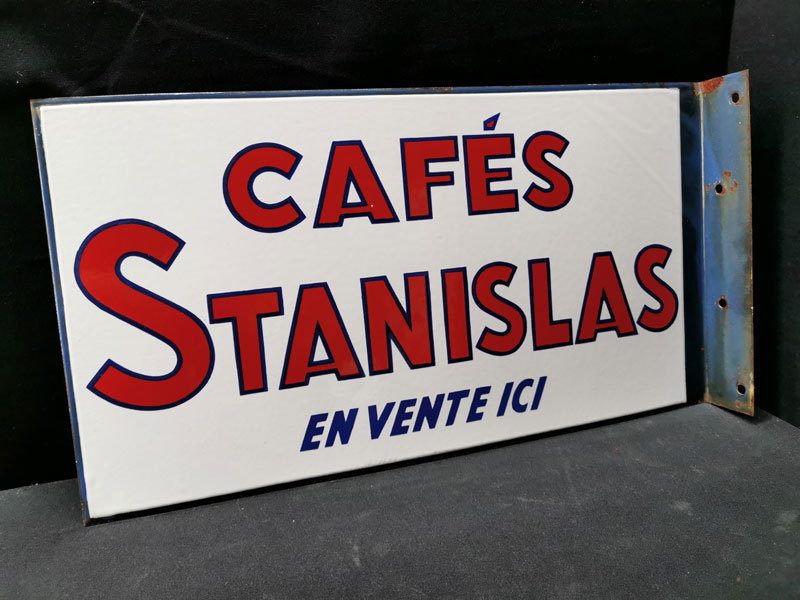 CAFÉS
STANISLAS
EN VENTE ICI